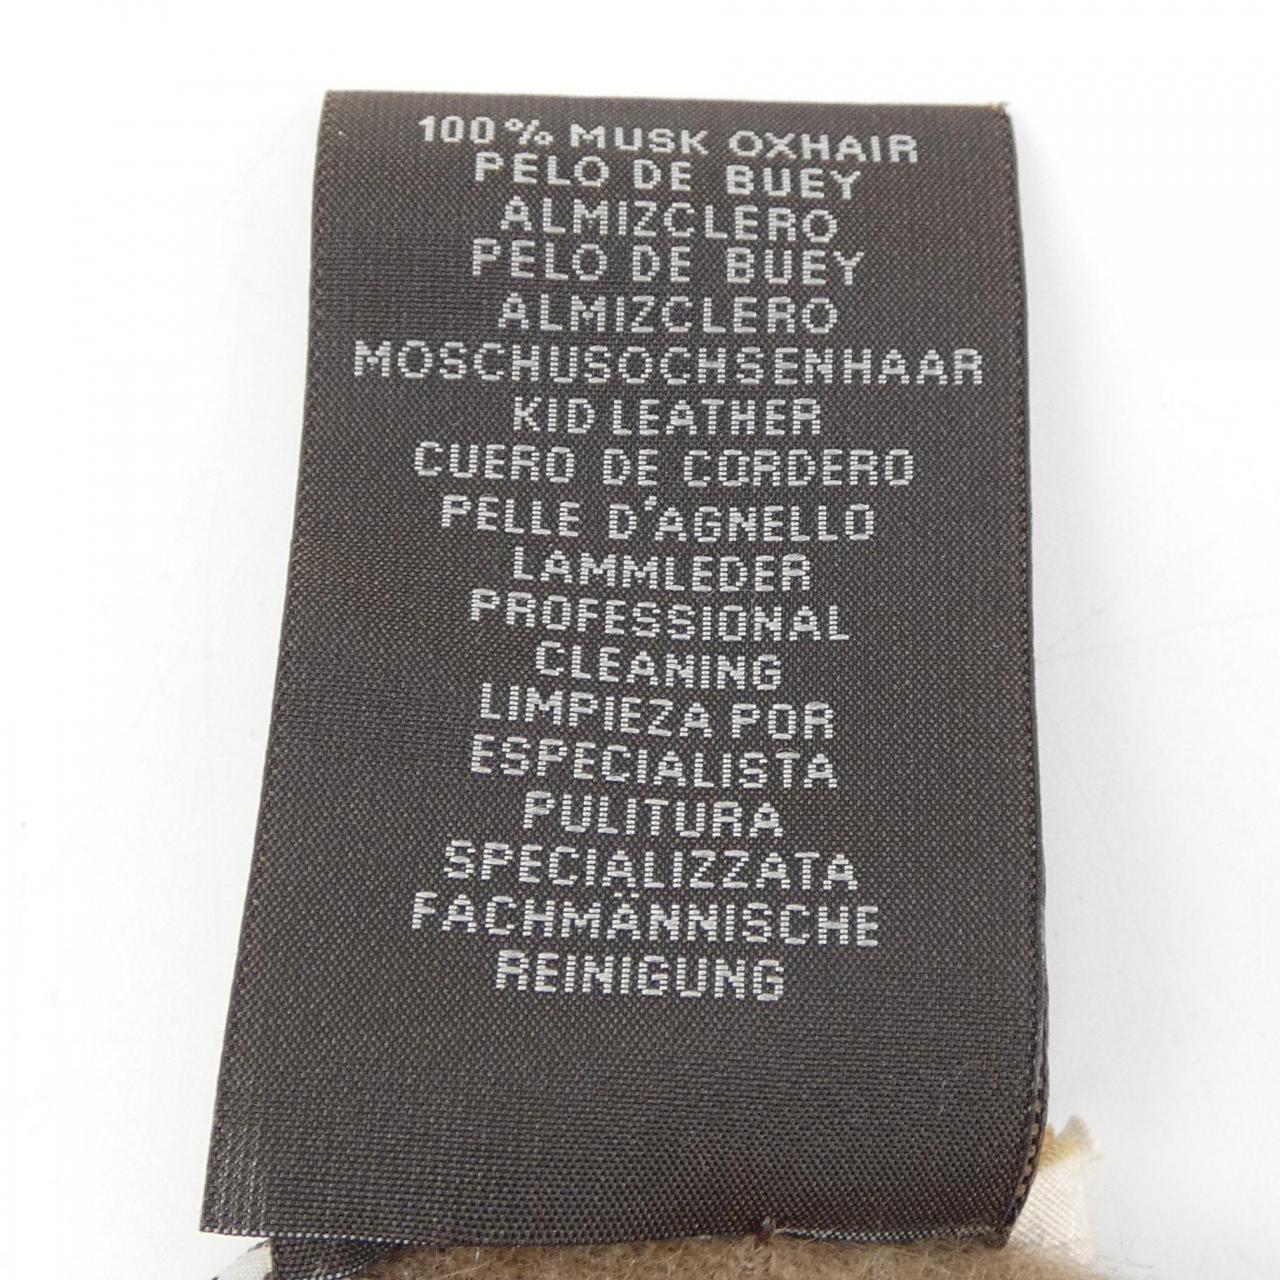 100% MUSK OXHAIR
PELO DE BUEY
ALMIZCLERO
PELO DE BUEY
ALMIZCLERO
MOSCHUSOCHSENHAAR
KID LEATHER
CUERO DE CORDERO
PELLE D'AGNELLO
LAMMLEDER
PROFESSIONAL
CLEANING
LIMPIEZA POR
ESPECIALISTA
PULITURA
SPECIALIZZATA
FACHMÄNNISCHE
REINIGUNG